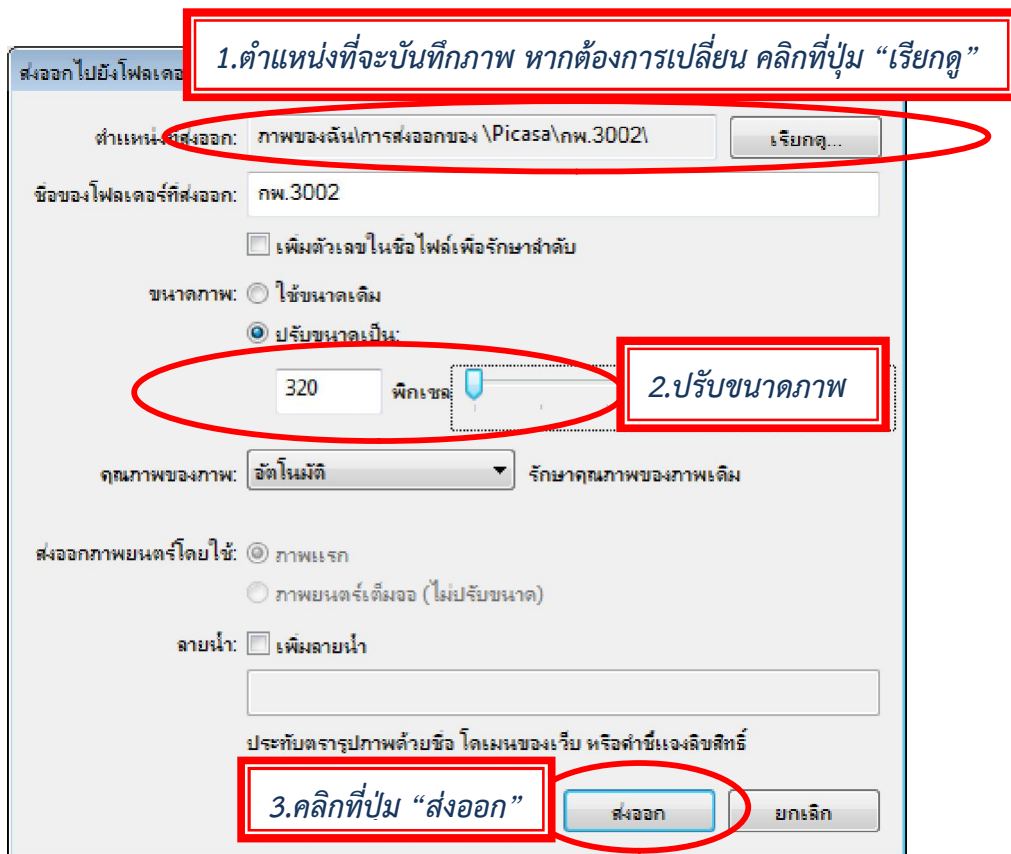 1.ตำแหน่งที่จะบันทึกภาพ หากต้องการเปลี่ยน คลิกที่ปุ่ม “เรียกดู”
ส่งออกไปยังโฟลเดอ
ตำแหน่งที่ส่งออก: ภาพของฉัน\การส่งออกของ \Picasa\กพ.3002\ เรียกดู...
ชื่อของโฟลเดอร์ที่ส่งออก: กพ.3002
เพิ่มตัวเลขในชื่อไฟล์เพื่อรักษาลำดับ
ขนาดภาพ: ใช้ขนาดเดิม
ปรับขนาดเป็น:
320 พิกเซล
2.ปรับขนาดภาพ
คุณภาพของภาพ: อัตโนมัติ รักษาคุณภาพของภาพเดิม
ส่งออกภาพยนตร์โดยใช้: ภาพแรก
ภาพยนตร์เต็มจอ (ไม่ปรับขนาด)
ลายน้ำ: เพิ่มลายน้ำ
ประทับตรารูปภาพด้วยชื่อ โดเมนของเว็บ หรือคำชี้แจงลิขสิทธิ์
3.คลิกที่ปุ่ม “ส่งออก”
ส่งออก ยกเลิก